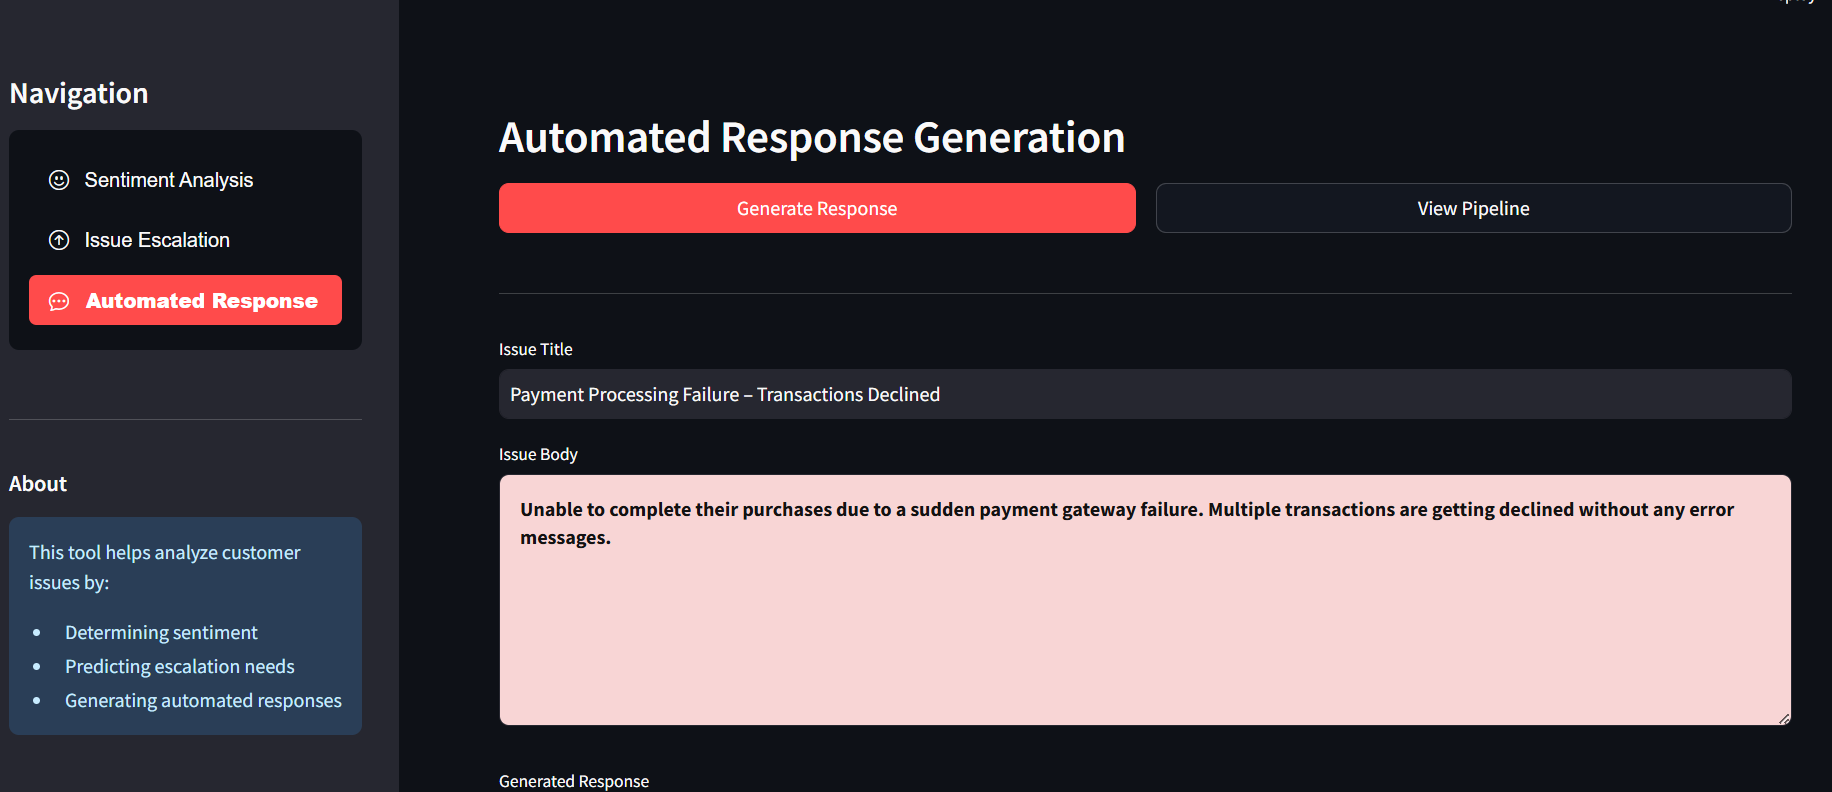 Navigation
Sentiment Analysis
Issue Escalation
Automated Response
About
This tool helps analyze customer
issues by:
Determining sentiment
Predicting escalation needs
Generating automated responses
Automated Response Generation
Generate Response
View Pipeline
Issue Title
Payment Processing Failure – Transactions Declined
Issue Body
Unable to complete their purchases due to a sudden payment gateway failure. Multiple transactions are getting declined without any error
messages.
Generated Response